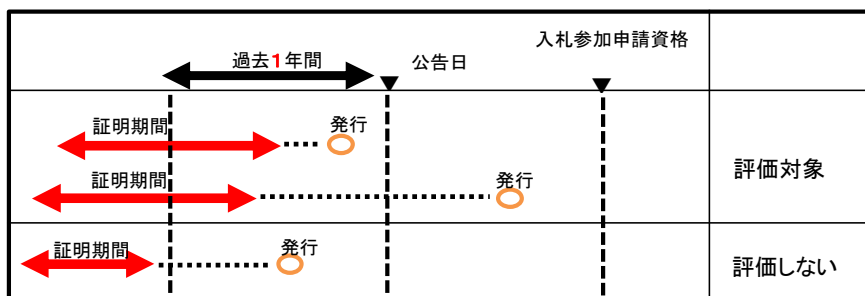 入札参加申請資格
過去1年間
公告日
証明期間
発行
証明期間
発行
評価対象
証明期間
発行
評価しない